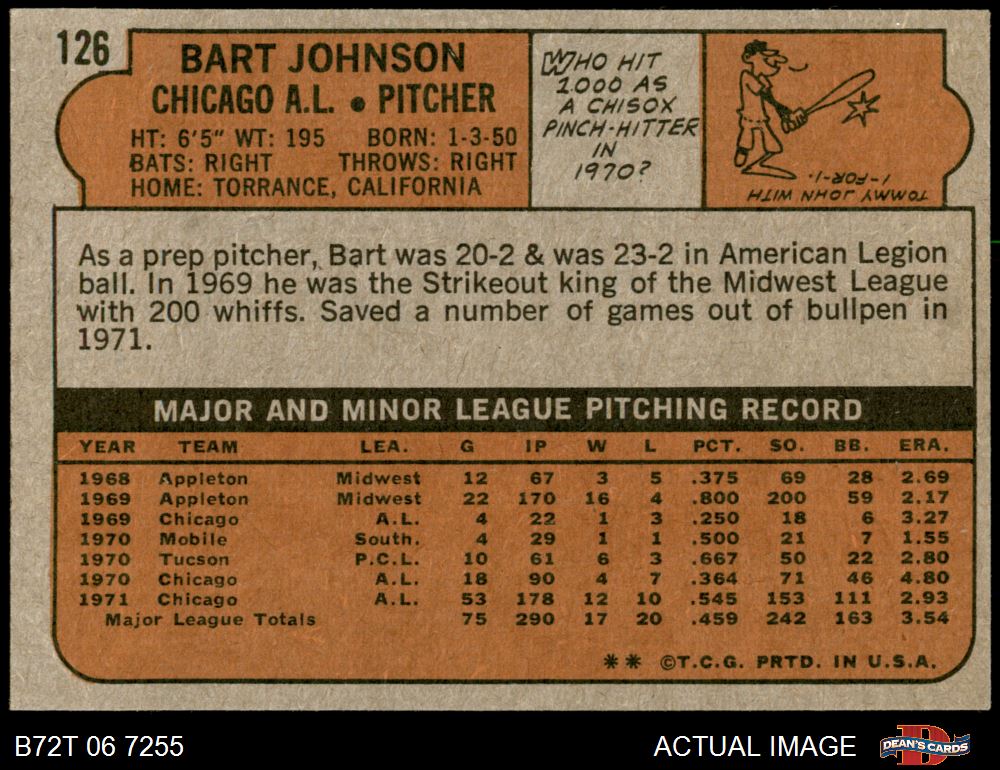 126
BART JOHNSON
CHICAGO A.L. • PITCHER
HT: 6'5" WT: 195 BORN: 1-3-50
BATS: RIGHT THROWS: RIGHT
HOME: TORRANCE, CALIFORNIA
WHO HIT
1.000 AS
A CHISOX
PINCH-HITTER
IN
1970?
TOMMY JOHN WITH
1-FOR-1.
As a prep pitcher, Bart was 20-2 & was 23-2 in American Legion
ball. In 1969 he was the Strikeout king of the Midwest League
with 200 whiffs. Saved a number of games out of bullpen in
1971.
MAJOR AND MINOR LEAGUE PITCHING RECORD
YEAR TEAM LEA. G IP W L PCT. SO. BB. ERA.
1968 Appleton Midwest 12 67 3 5 .375 69 28 2.69
1969 Appleton Midwest 22 170 16 4 .800 200 59 2.17
1969 Chicago A.L. 4 22 1 3 .250 18 6 3.27
1970 Mobile South. 4 29 1 1 .500 21 7 1.55
1970 Tucson P.C.L. 10 61 6 3 .667 50 22 2.80
1970 Chicago A.L. 18 90 4 7 .364 71 46 4.80
1971 Chicago A.L. 53 178 12 10 .545 153 111 2.93
Major League Totals 75 290 17 20 .459 242 163 3.54
** ©T.C.G. PRTD. IN U.S.A.
B72T 06 7255
ACTUAL IMAGE
D
DEAN'S CARDS